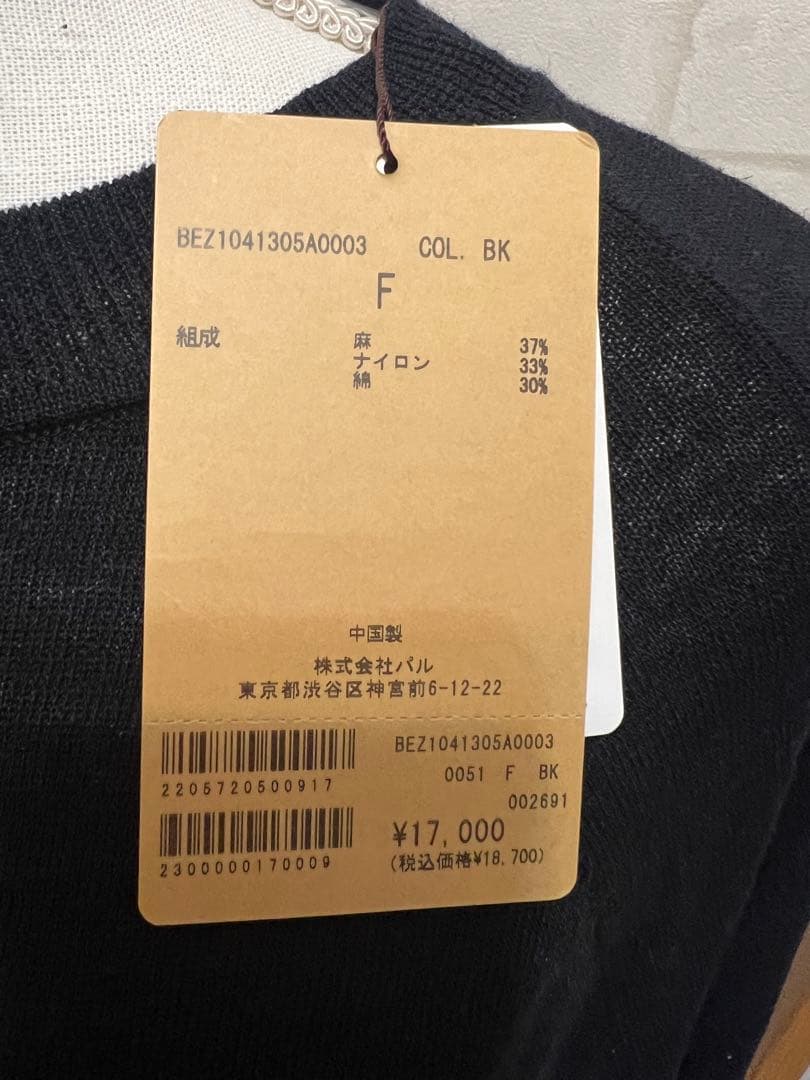 BEZ1041305A0003 COL. BK
F
組成 麻 37%
ナイロン 33%
綿 30%
中国製
株式会社パル
東京都渋谷区神宮前6-12-22
BEZ1041305A0003
0051 F BK
2205720500917
002691
¥17,000
(税込価格¥18,700)
2300000170009